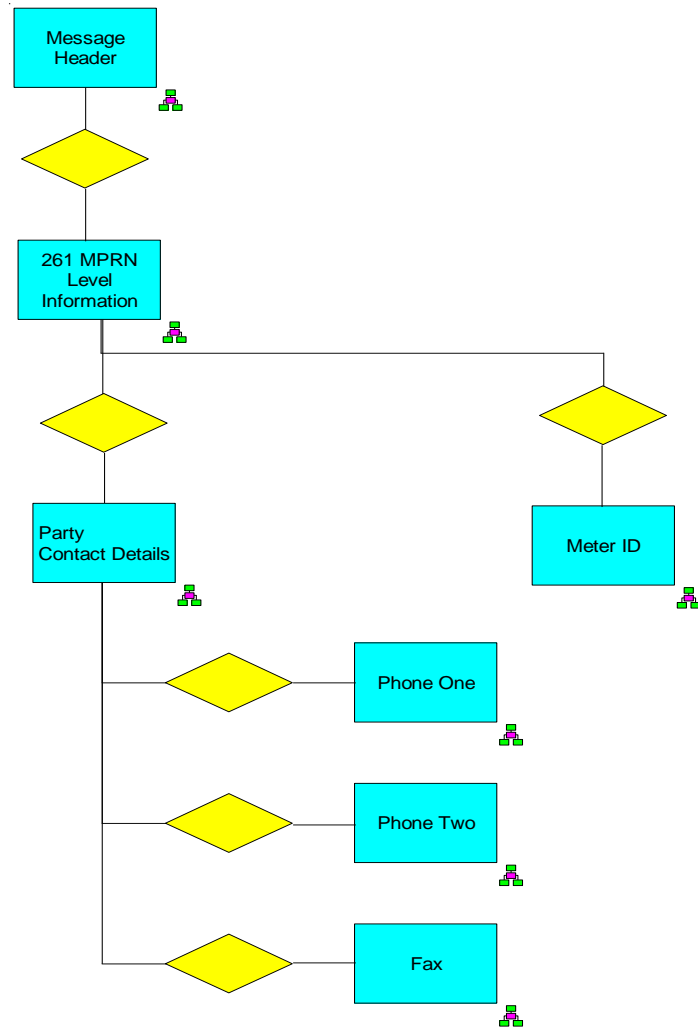 Message
Header
261 MPRN
Level
Information
Party
Contact Details
Meter ID
Phone One
Phone Two
Fax